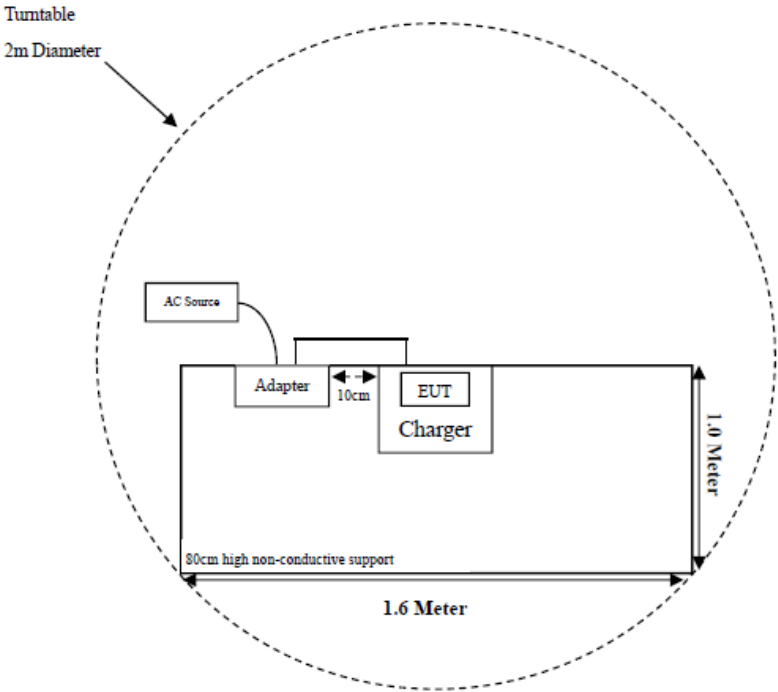 Turntable
2m Diameter
AC Source
Adapter
10cm
EUT
Charger
1.0 Meter
80cm high non-conductive support
1.6 Meter